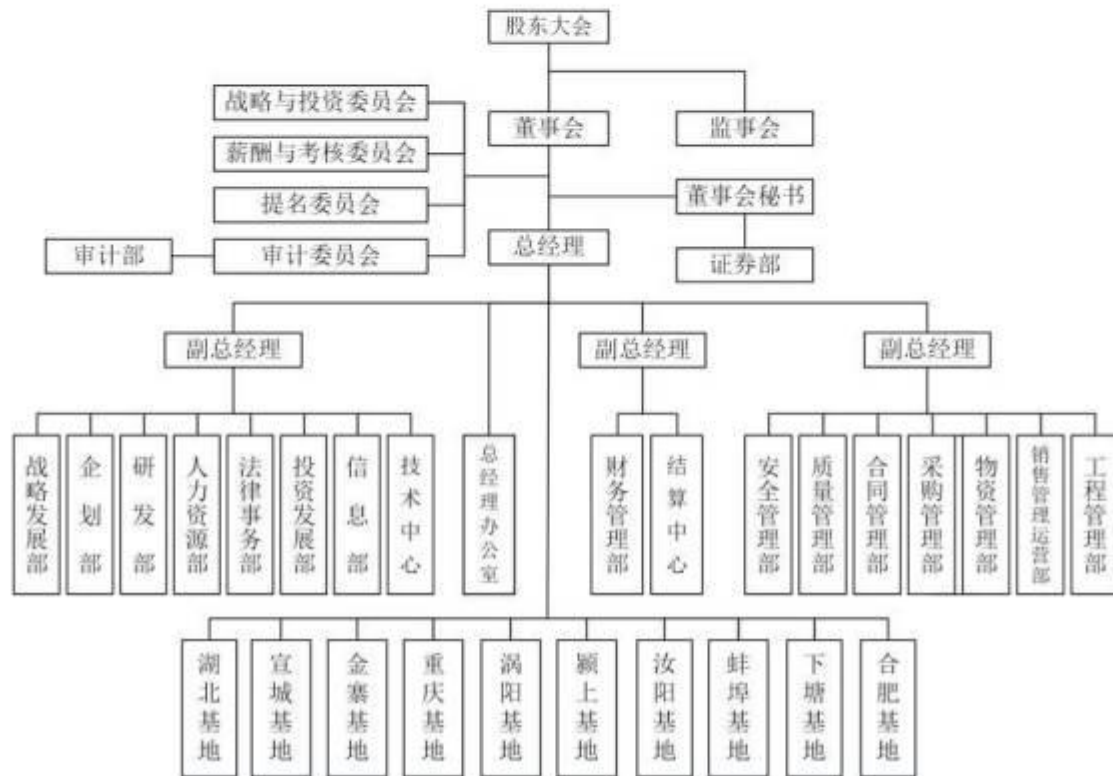 股东大会
战略与投资委员会
董事会
监事会
薪酬与考核委员会
提名委员会
董事会秘书
审计部
审计委员会
总经理
证券部
副总经理
副总经理
副总经理
战略发展部
企划部
研发部
人力资源部
法律事务部
投资发展部
信息部
技术中心
总经理办公室
财务管理部
结算中心
安全管理部
质量管理部
合同管理部
采购管理部
物资管理部
销售管理运营部
工程管理部
湖北基地
宣城基地
金寨基地
重庆基地
涡阳基地
颍上基地
汝阳基地
蚌埠基地
下塘基地
合肥基地